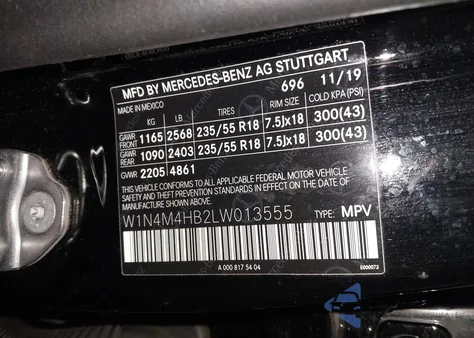 MFD BY MERCEDES-BENZ AG STUTTGART
MADE IN MEXICO 696 11/19
KG LB TIRES RIM SIZE COLD KPA(PSI)
GAWR FRONT 1165 2568 235/55 R18 7.5Jx18 300(43)
GAWR REAR 1090 2403 235/55 R18 7.5Jx18 300(43)
GVWR 2205 4861
THIS VEHICLE CONFORMS TO ALL APPLICABLE FEDERAL MOTOR VEHICLE
SAFETY AND THEFT PREVENTION STANDARDS IN EFFECT ON THE DATE OF
MANUFACTURE SHOWN ABOVE.
W1N4M4HB2LW013555 TYPE: MPV
A 000 817 54 04 E000073